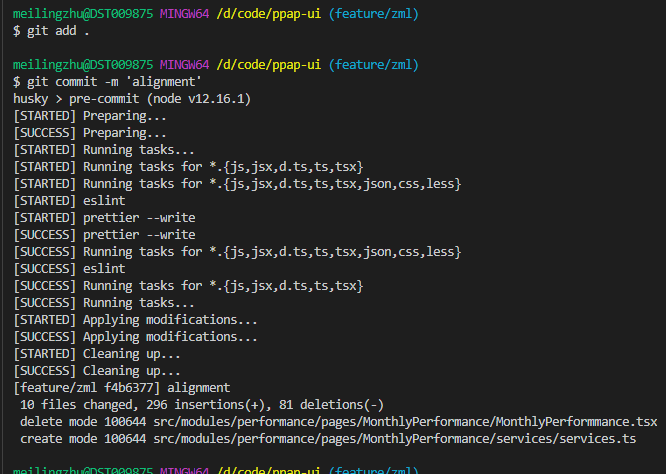 meilingzhu@DST009875 MINGW64 /d/code/ppap-ui (feature/zml)
$ git add .
meilingzhu@DST009875 MINGW64 /d/code/ppap-ui (feature/zml)
$ git commit -m 'alignment'
husky > pre-commit (node v12.16.1)
[STARTED] Preparing...
[SUCCESS] Preparing...
[STARTED] Running tasks...
[STARTED] Running tasks for *.{js,jsx,d.ts,ts,tsx}
[STARTED] Running tasks for *.{js,jsx,d.ts,ts,tsx,json,css,less}
[STARTED] eslint
[STARTED] prettier --write
[SUCCESS] prettier --write
[SUCCESS] Running tasks for *.{js,jsx,d.ts,ts,tsx,json,css,less}
[SUCCESS] eslint
[SUCCESS] Running tasks for *.{js,jsx,d.ts,ts,tsx}
[SUCCESS] Running tasks...
[STARTED] Applying modifications...
[SUCCESS] Applying modifications...
[STARTED] Cleaning up...
[SUCCESS] Cleaning up...
[feature/zml f4b6377] alignment
 10 files changed, 296 insertions(+), 81 deletions(-)
 delete mode 100644 src/modules/performance/pages/MonthlyPerformance/MonthlyPerformmance.tsx
 create mode 100644 src/modules/performance/pages/MonthlyPerformance/services/services.ts
meilingzhu@DST009875 MINGW64 /d/code/ppap-ui (feature/zml)